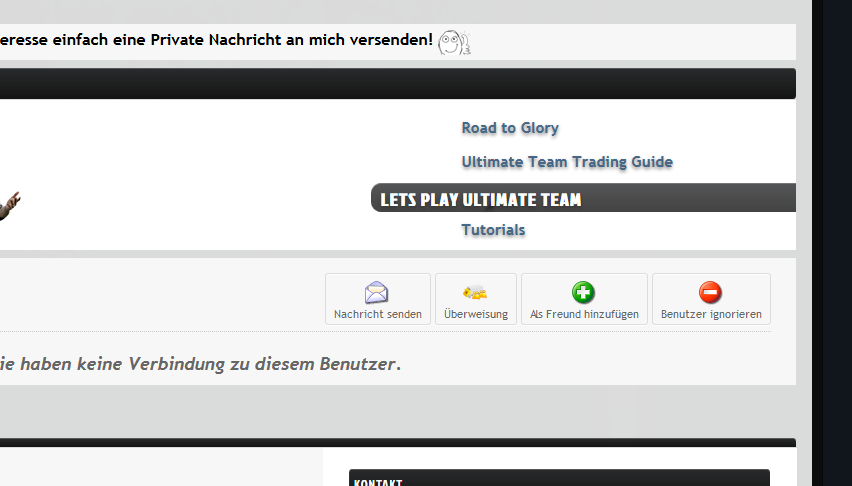 eresse einfach eine Private Nachricht an mich versenden!
Road to Glory
Ultimate Team Trading Guide
LETS PLAY ULTIMATE TEAM
Tutorials
Nachricht senden
Überweisung
Als Freund hinzufügen
Benutzer ignorieren
ie haben keine Verbindung zu diesem Benutzer.
KONTAKT